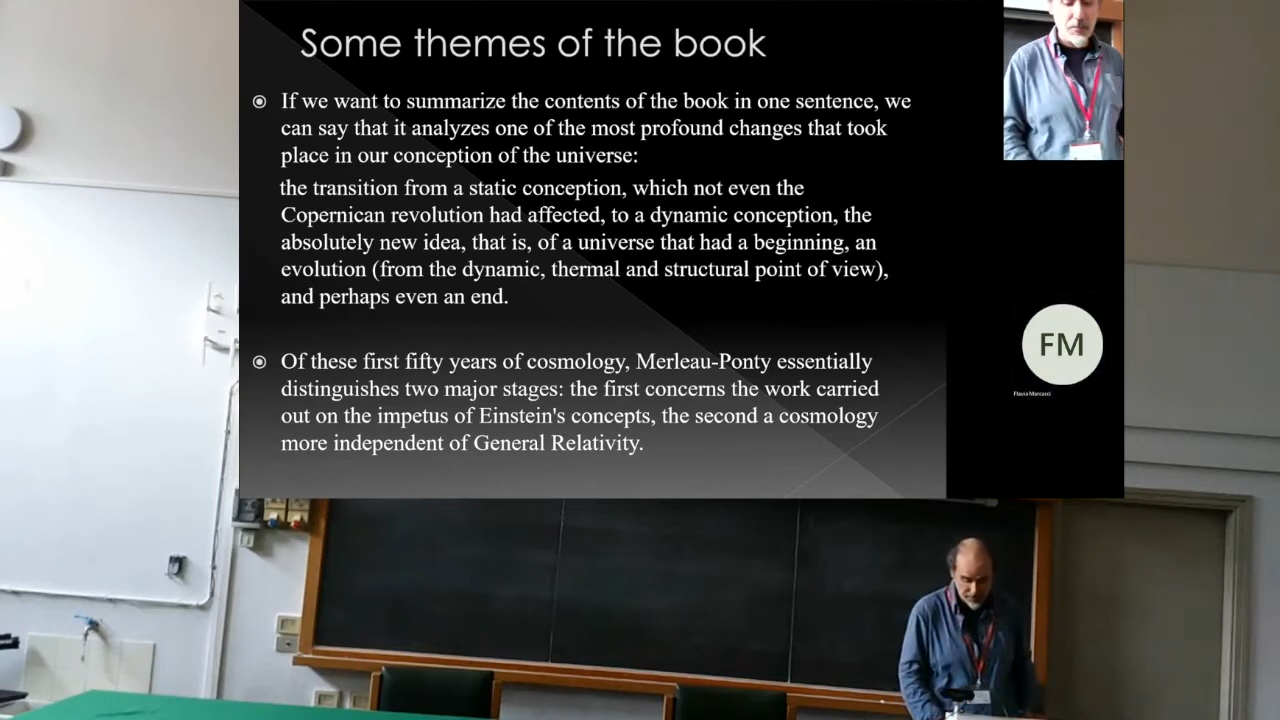 Some themes of the book
If we want to summarize the contents of the book in one sentence, we
can say that it analyzes one of the most profound changes that took
place in our conception of the universe:
the transition from a static conception, which not even the
Copernican revolution had affected, to a dynamic conception, the
absolutely new idea, that is, of a universe that had a beginning, an
evolution (from the dynamic, thermal and structural point of view),
and perhaps even an end.
Of these first fifty years of cosmology, Merleau-Ponty essentially
distinguishes two major stages: the first concerns the work carried
out on the impetus of Einstein's concepts, the second a cosmology
more independent of General Relativity.
FM
Flavia Marcacci